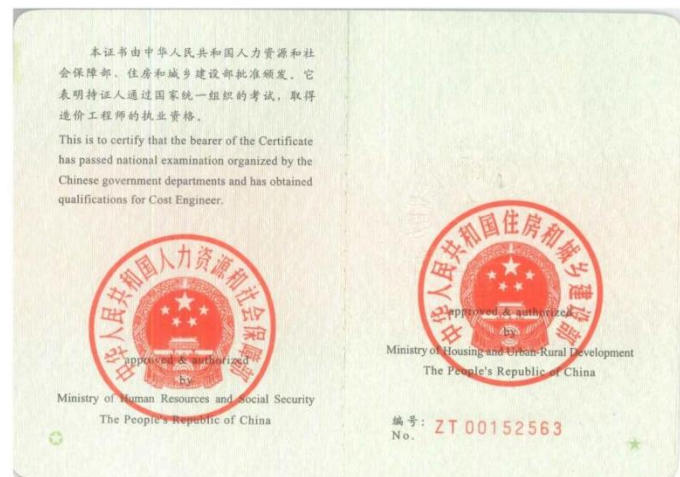 本证书由中华人民共和国人力资源和社
会保障部、住房和城乡建设部批准颁发。它
表明持证人通过国家统一组织的考试，取得
造价工程师的执业资格。
This is to certify that the bearer of the Certificate
has passed national examination organized by the
Chinese government departments and has obtained
qualifications for Cost Engineer.
中华人民共和国人力资源和社会保障部
approved & authorized
by
Ministry of Human Resources and Social Security
The People's Republic of China
中华人民共和国住房和城乡建设部
approved & authorized
by
Ministry of Housing and Urban-Rural Development
The People's Republic of China
编号: ZT 00152563
No.